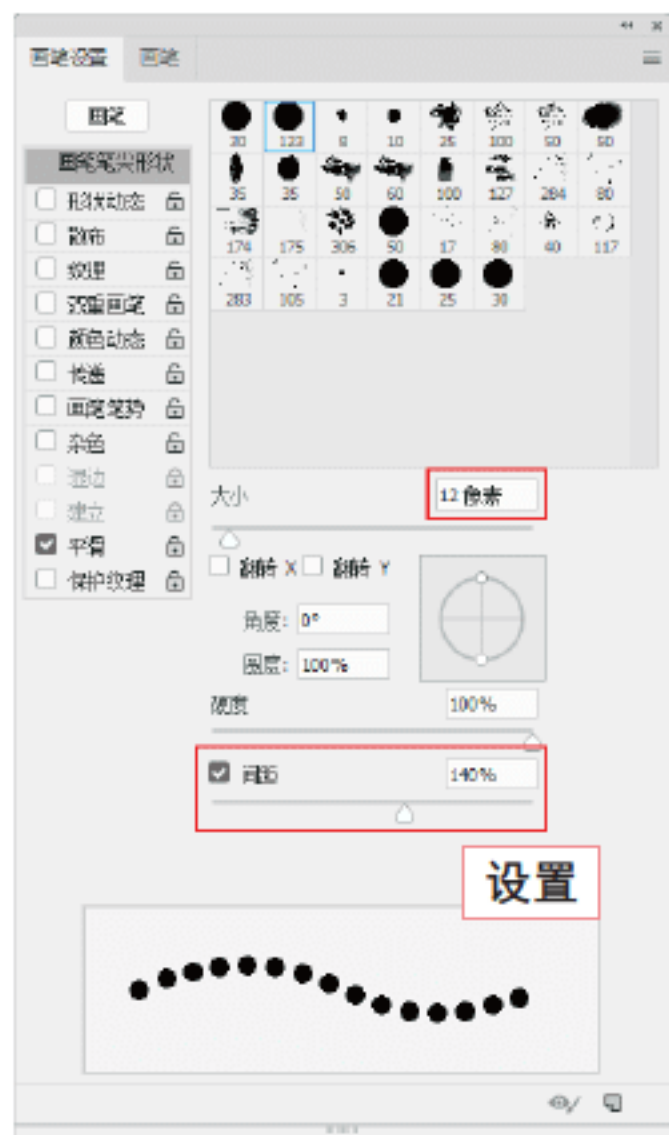 画笔设置 画笔
画笔
画笔笔尖形状
形状动态
散布
纹理
双重画笔
颜色动态
传递
画笔笔势
杂色
湿边
建立
平滑
保护纹理
30 123 8 10 25 100 50 50
35 35 50 60 100 127 284 80
174 175 306 50 17 80 40 117
283 105 3 21 25 30
大小 12 像素
翻转 X 翻转 Y
角度: 0°
圆度: 100%
硬度 100%
间距 140%
设置